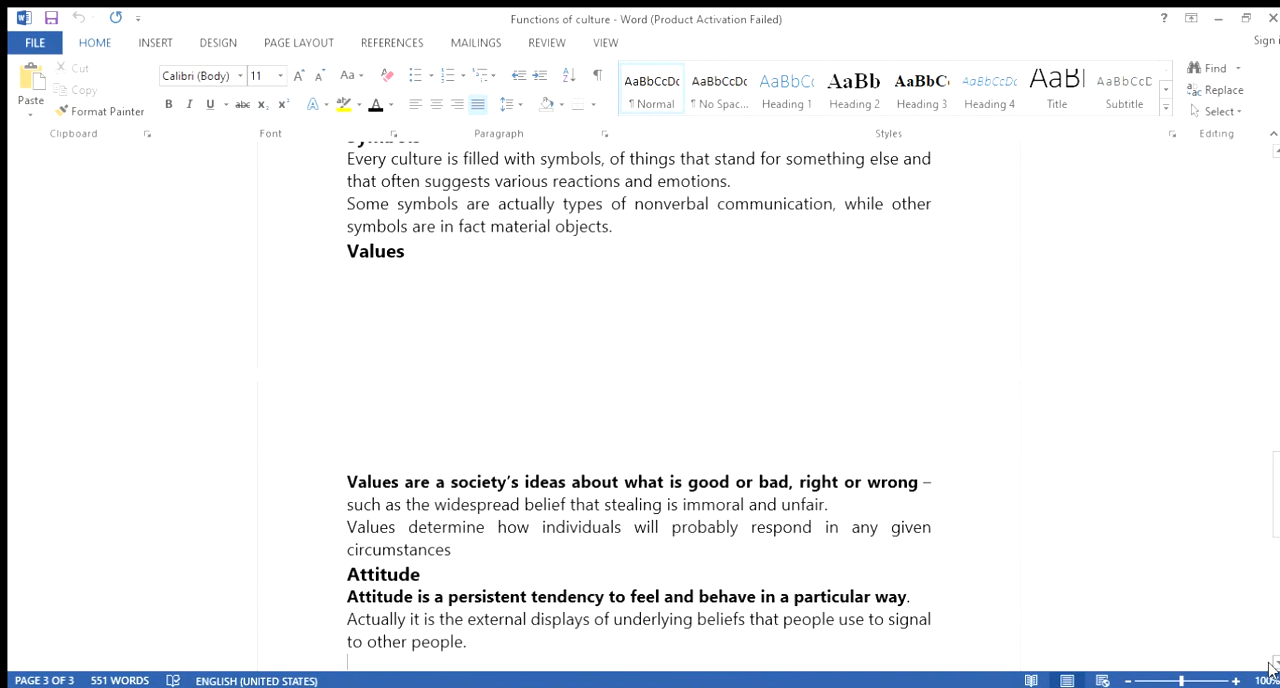 Functions of culture - Word (Product Activation Failed)
FILE HOME INSERT DESIGN PAGE LAYOUT REFERENCES MAILINGS REVIEW VIEW
Sign i
Paste
Cut
Copy
Format Painter
Calibri (Body) 11
AaBbCcDc AaBbCcDc AaBbC AaBb AaBbC AaBbCcDc AaBl AaBbCcD
¶ Normal ¶ No Spac... Heading 1 Heading 2 Heading 3 Heading 4 Title Subtitle
Find
Replace
Select
Clipboard Font Paragraph Styles Editing
Symbols
Every culture is filled with symbols, of things that stand for something else and
that often suggests various reactions and emotions.
Some symbols are actually types of nonverbal communication, while other
symbols are in fact material objects.
Values
Values are a society’s ideas about what is good or bad, right or wrong –
such as the widespread belief that stealing is immoral and unfair.
Values determine how individuals will probably respond in any given
circumstances
Attitude
Attitude is a persistent tendency to feel and behave in a particular way.
Actually it is the external displays of underlying beliefs that people use to signal
to other people.
PAGE 3 OF 3 551 WORDS ENGLISH (UNITED STATES) 100%